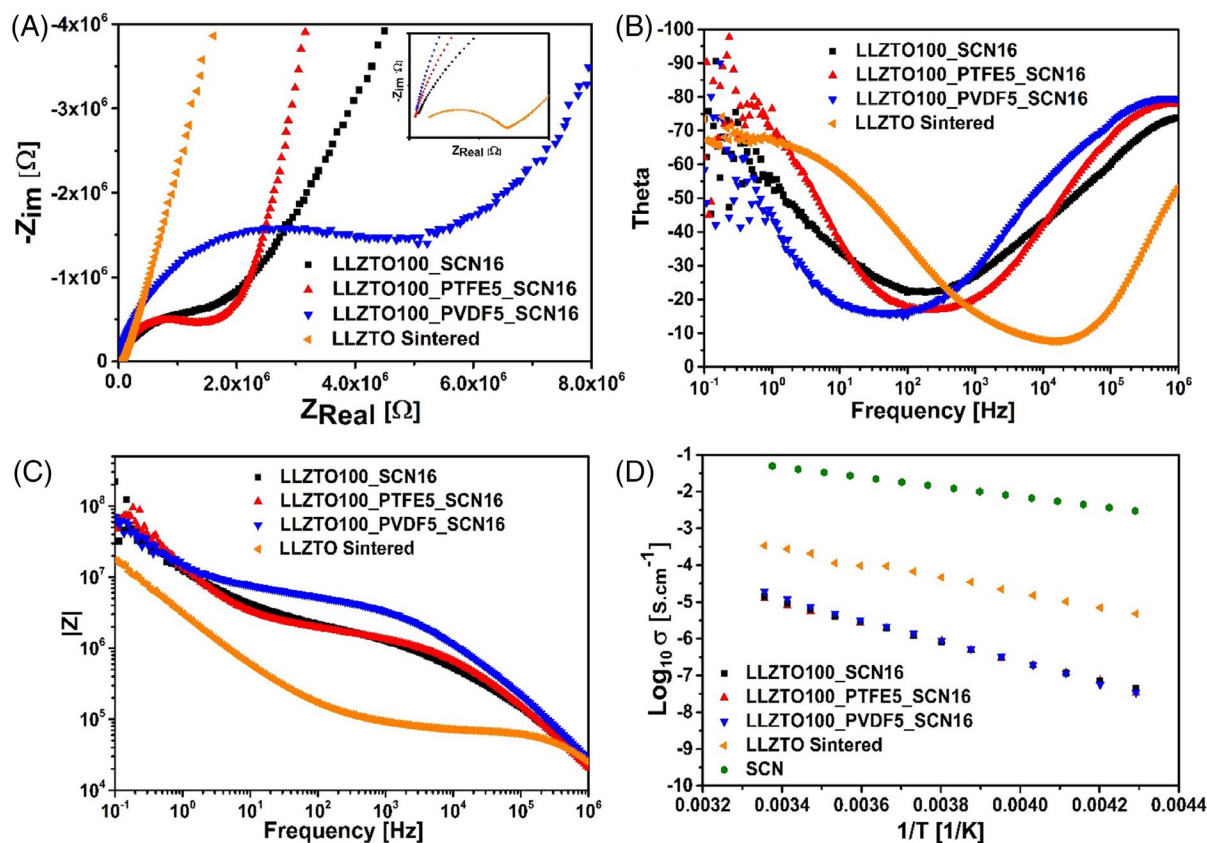 (A)
-4x10⁶
-3x10⁶
-2x10⁶
-1x10⁶
0
-Zim [Ω]
-Zim [Ω]
ZReal [Ω]
LLZTO100_SCN16
LLZTO100_PTFE5_SCN16
LLZTO100_PVDF5_SCN16
LLZTO Sintered
0.0 2.0x10⁶ 4.0x10⁶ 6.0x10⁶ 8.0x10⁶
ZReal [Ω]
(B)
-100
-90
-80
-70
-60
-50
-40
-30
-20
-10
0
Theta
LLZTO100_SCN16
LLZTO100_PTFE5_SCN16
LLZTO100_PVDF5_SCN16
LLZTO Sintered
10⁻¹ 10⁰ 10¹ 10² 10³ 10⁴ 10⁵ 10⁶
Frequency [Hz]
(C)
10⁸
10⁷
10⁶
10⁵
10⁴
|Z|
LLZTO100_SCN16
LLZTO100_PTFE5_SCN16
LLZTO100_PVDF5_SCN16
LLZTO Sintered
10⁻¹ 10⁰ 10¹ 10² 10³ 10⁴ 10⁵ 10⁶
Frequency [Hz]
(D)
-1
-2
-3
-4
-5
-6
-7
-8
-9
-10
Log₁₀ σ [S.cm⁻¹]
LLZTO100_SCN16
LLZTO100_PTFE5_SCN16
LLZTO100_PVDF5_SCN16
LLZTO Sintered
SCN
0.0032 0.0034 0.0036 0.0038 0.0040 0.0042 0.0044
1/T [1/K]